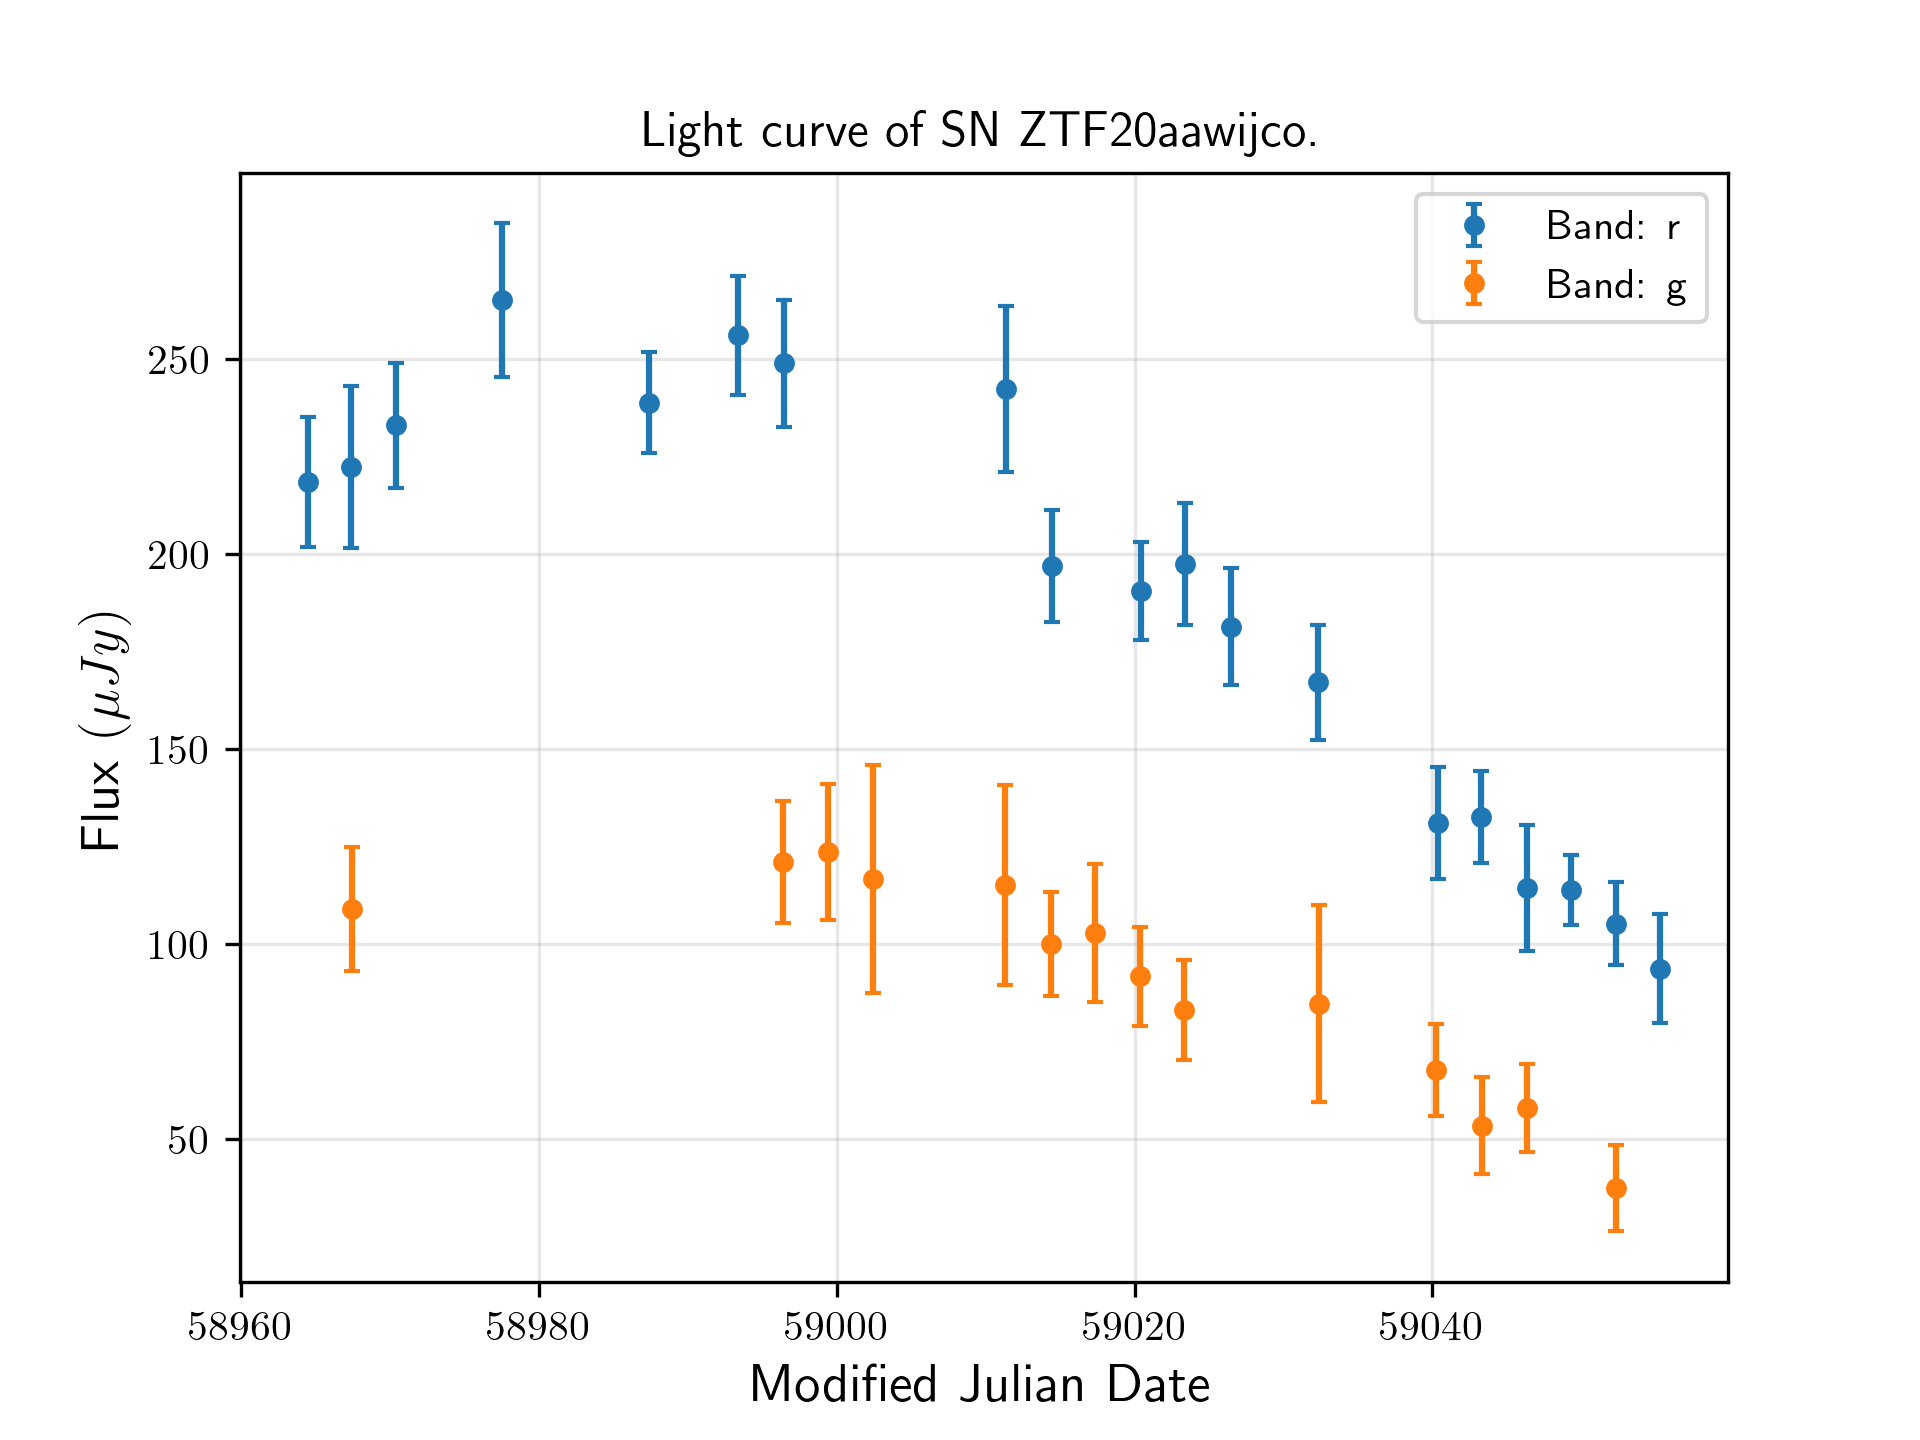 Light curve of SN ZTF20aawijco.
Band: r
Band: g
250
200
150
100
50
Flux (μJy)
58960 58980 59000 59020 59040
Modified Julian Date